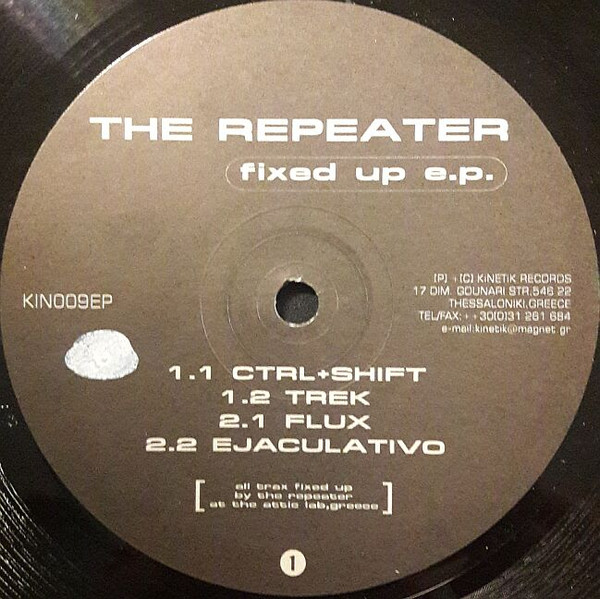 THE REPEATER
fixed up e.p.
[P] + [C] KiNETiK RECORDS
17 DIM. GOUNARI STR.546 22
THESSALONIKI,GREECE
TEL/FAX:++30(0)31 261 684
e-mail:kinetik@magnet.gr
KIN009EP
1.1 CTRL+SHIFT
1.2 TREK
2.1 FLUX
2.2 EJACULATIVO
[ all trax fixed up
by the repeater
at the attic lab,greece ]
1